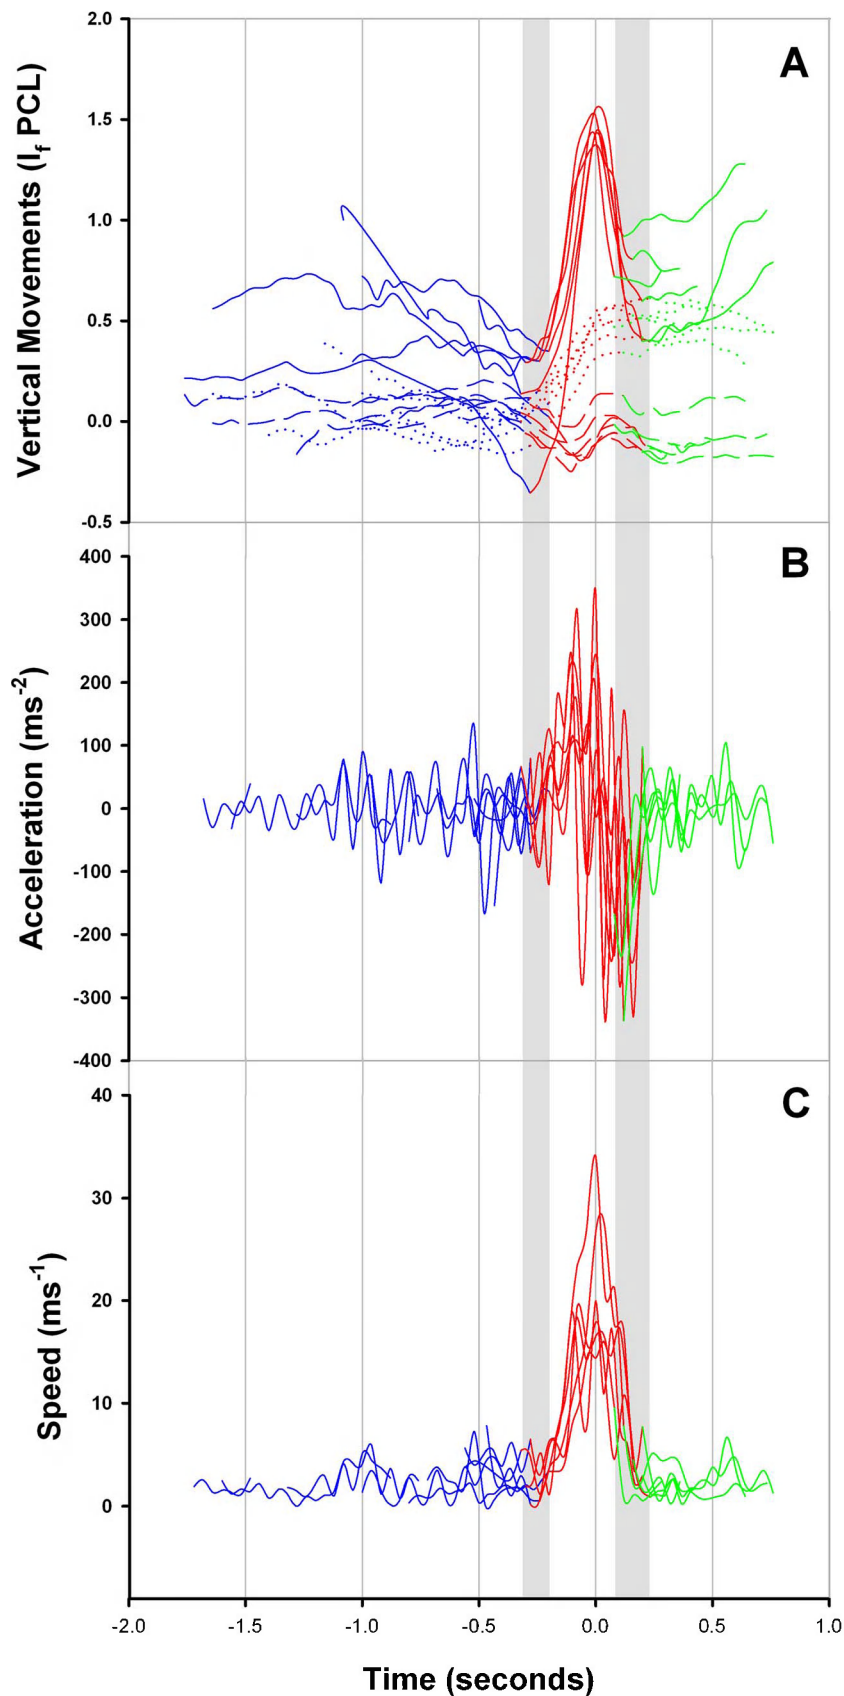 A
Vertical Movements (I_f PCL)
2.0
1.5
1.0
0.5
0.0
-0.5
B
Acceleration (ms^-2)
400
300
200
100
0
-100
-200
-300
-400
C
Speed (ms^-1)
40
30
20
10
0
-2.0 -1.5 -1.0 -0.5 0.0 0.5 1.0
Time (seconds)